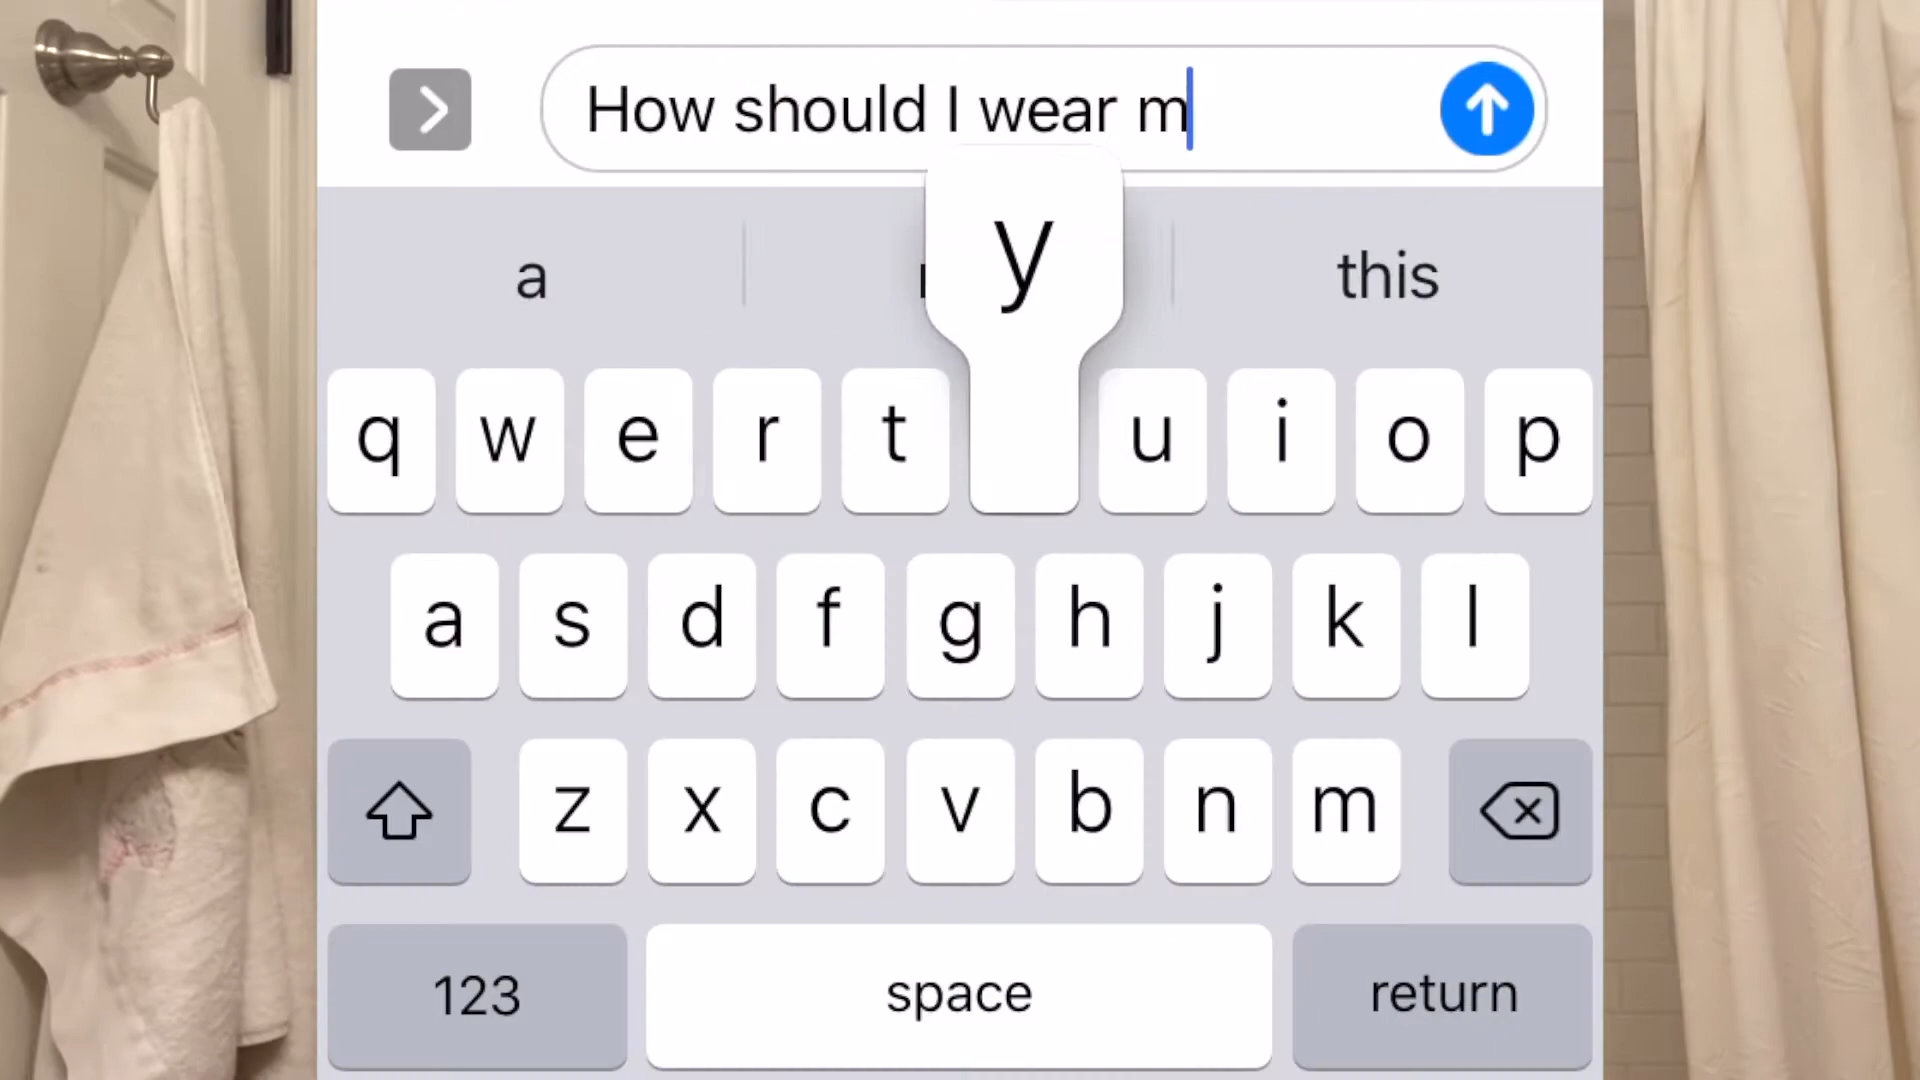 How should I wear m
a
this
y
q w e r t u i o p
a s d f g h j k l
z x c v b n m
123 space return